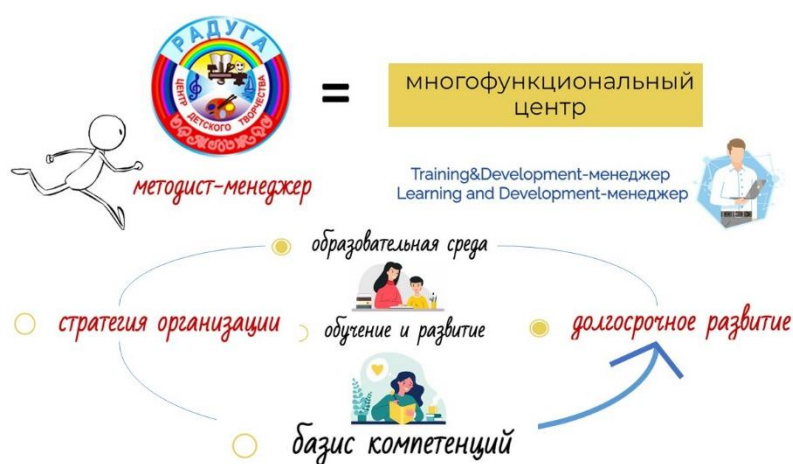 РАДУГА
ЦЕНТР ДЕТСКОГО ТВОРЧЕСТВА
=
многофункциональный
центр
методист-менеджер
Training&Development-менеджер
Learning and Development-менеджер
образовательная среда
стратегия организации
обучение и развитие
долгосрочное развитие
базис компетенций